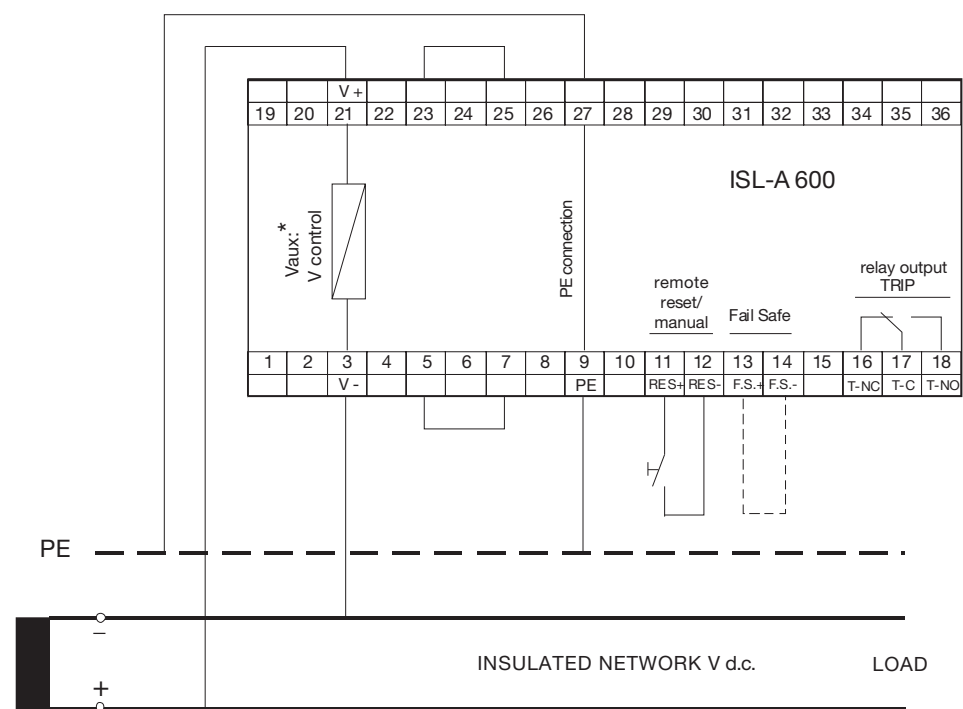 V +
19 20 21 22 23 24 25 26 27 28 29 30 31 32 33 34 35 36
ISL-A 600
Vaux:*
V control
PE connection
remote
reset/
manual
Fail Safe
relay output
TRIP
1 2 3 4 5 6 7 8 9 10 11 12 13 14 15 16 17 18
V - PE RES+ RES- F.S.+ F.S.- T-NC T-C T-NO
PE
–
INSULATED NETWORK V d.c. LOAD
+